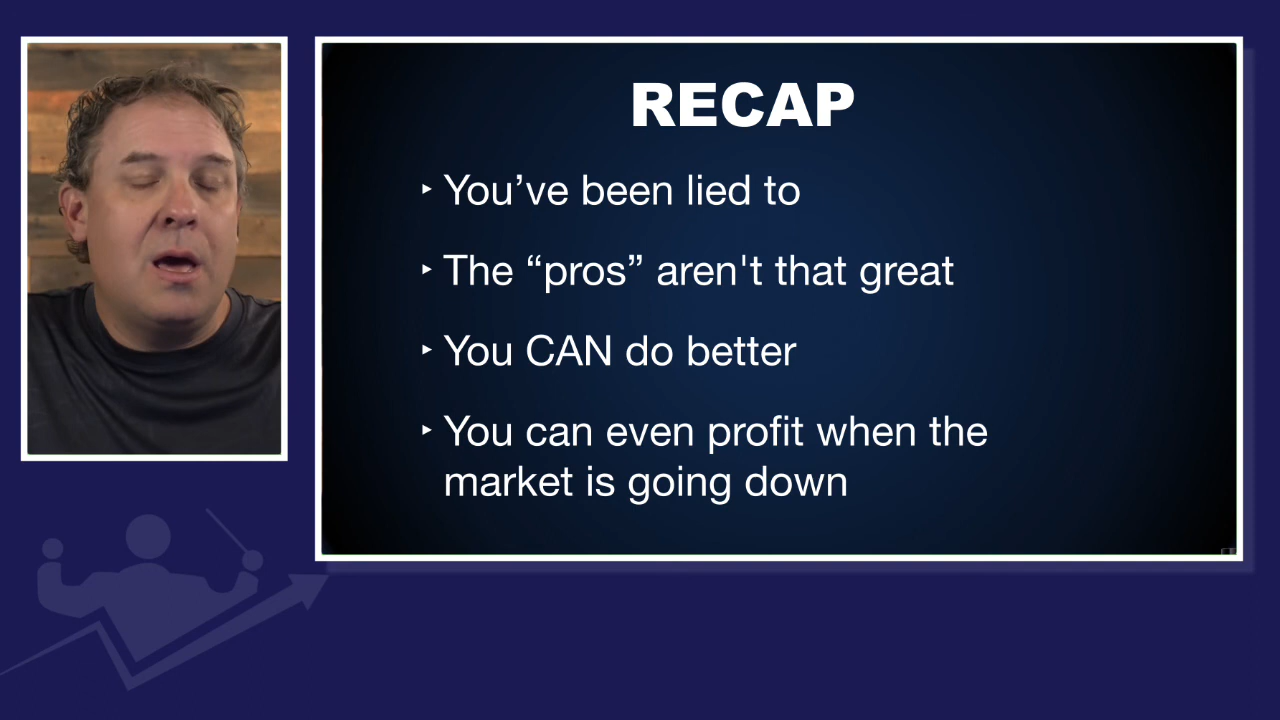 RECAP
‣ You’ve been lied to
‣ The “pros” aren't that great
‣ You CAN do better
‣ You can even profit when the
market is going down